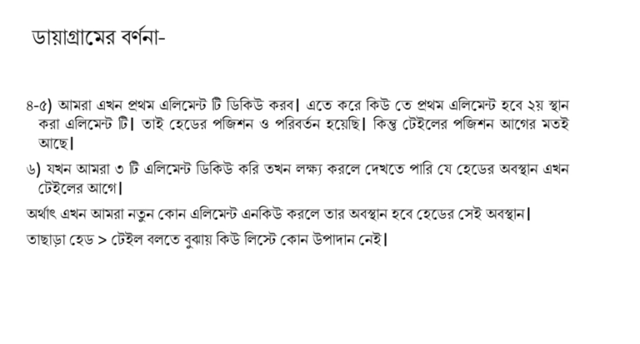 ডায়াগ্রামের বর্ণনা-
৪-৫) আমরা এখন প্রথম এলিমেন্ট টি ডিকিউ করব। এতে করে কিউ তে প্রথম এলিমেন্ট হবে ২য় স্থান
করা এলিমেন্ট টি। তাই হেডের পজিশন ও পরিবর্তন হয়েছি। কিন্তু টেইলের পজিশন আগের মতই
আছে।
৬) যখন আমরা ৩ টি এলিমেন্ট ডিকিউ করি তখন লক্ষ্য করলে দেখতে পারি যে হেডের অবস্থান এখন
টেইলের আগে।
অর্থাৎ এখন আমরা নতুন কোন এলিমেন্ট এনকিউ করলে তার অবস্থান হবে হেডের সেই অবস্থান।
তাছাড়া হেড > টেইল বলতে বুঝায় কিউ লিস্টে কোন উপাদান নেই।